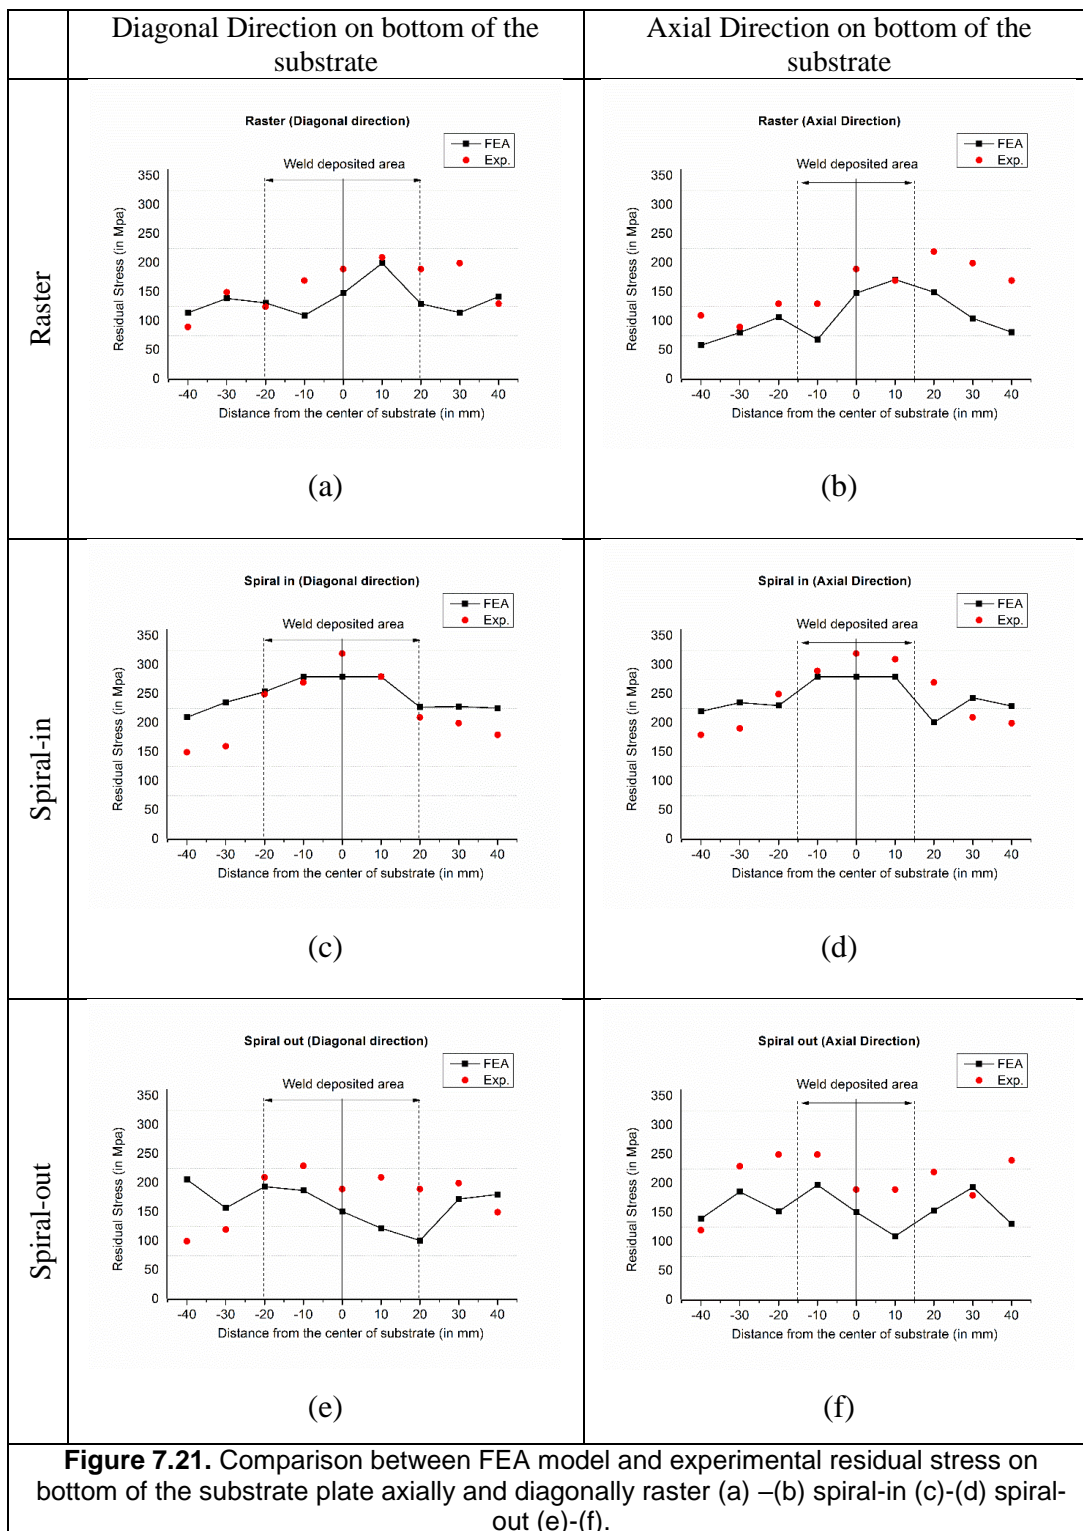 Diagonal Direction on bottom of the
substrate
Axial Direction on bottom of the
substrate
Raster
Raster (Diagonal direction)
FEA
Exp.
Weld deposited area
Residual Stress (in Mpa)
350
300
250
200
150
100
50
0
-40 -30 -20 -10 0 10 20 30 40
Distance from the center of substrate (in mm)
(a)
Raster (Axial Direction)
FEA
Exp.
Weld deposited area
Residual Stress (in Mpa)
350
300
250
200
150
100
50
0
-40 -30 -20 -10 0 10 20 30 40
Distance from the center of substrate (in mm)
(b)
Spiral-in
Spiral in (Diagonal direction)
FEA
Exp.
Weld deposited area
Residual Stress (in Mpa)
350
300
250
200
150
100
50
0
-40 -30 -20 -10 0 10 20 30 40
Distance from the center of substrate (in mm)
(c)
Spiral in (Axial Direction)
FEA
Exp.
Weld deposited area
Residual Stress (in Mpa)
350
300
250
200
150
100
50
0
-40 -30 -20 -10 0 10 20 30 40
Distance from the center of substrate (in mm)
(d)
Spiral-out
Spiral out (Diagonal direction)
FEA
Exp.
Weld deposited area
Residual Stress (in Mpa)
350
300
250
200
150
100
50
0
-40 -30 -20 -10 0 10 20 30 40
Distance from the center of substrate (in mm)
(e)
Spiral out (Axial Direction)
FEA
Exp.
Weld deposited area
Residual Stress (in Mpa)
350
300
250
200
150
100
50
0
-40 -30 -20 -10 0 10 20 30 40
Distance from the center of substrate (in mm)
(f)
Figure 7.21. Comparison between FEA model and experimental residual stress on
bottom of the substrate plate axially and diagonally raster (a) –(b) spiral-in (c)-(d) spiral-
out (e)-(f).